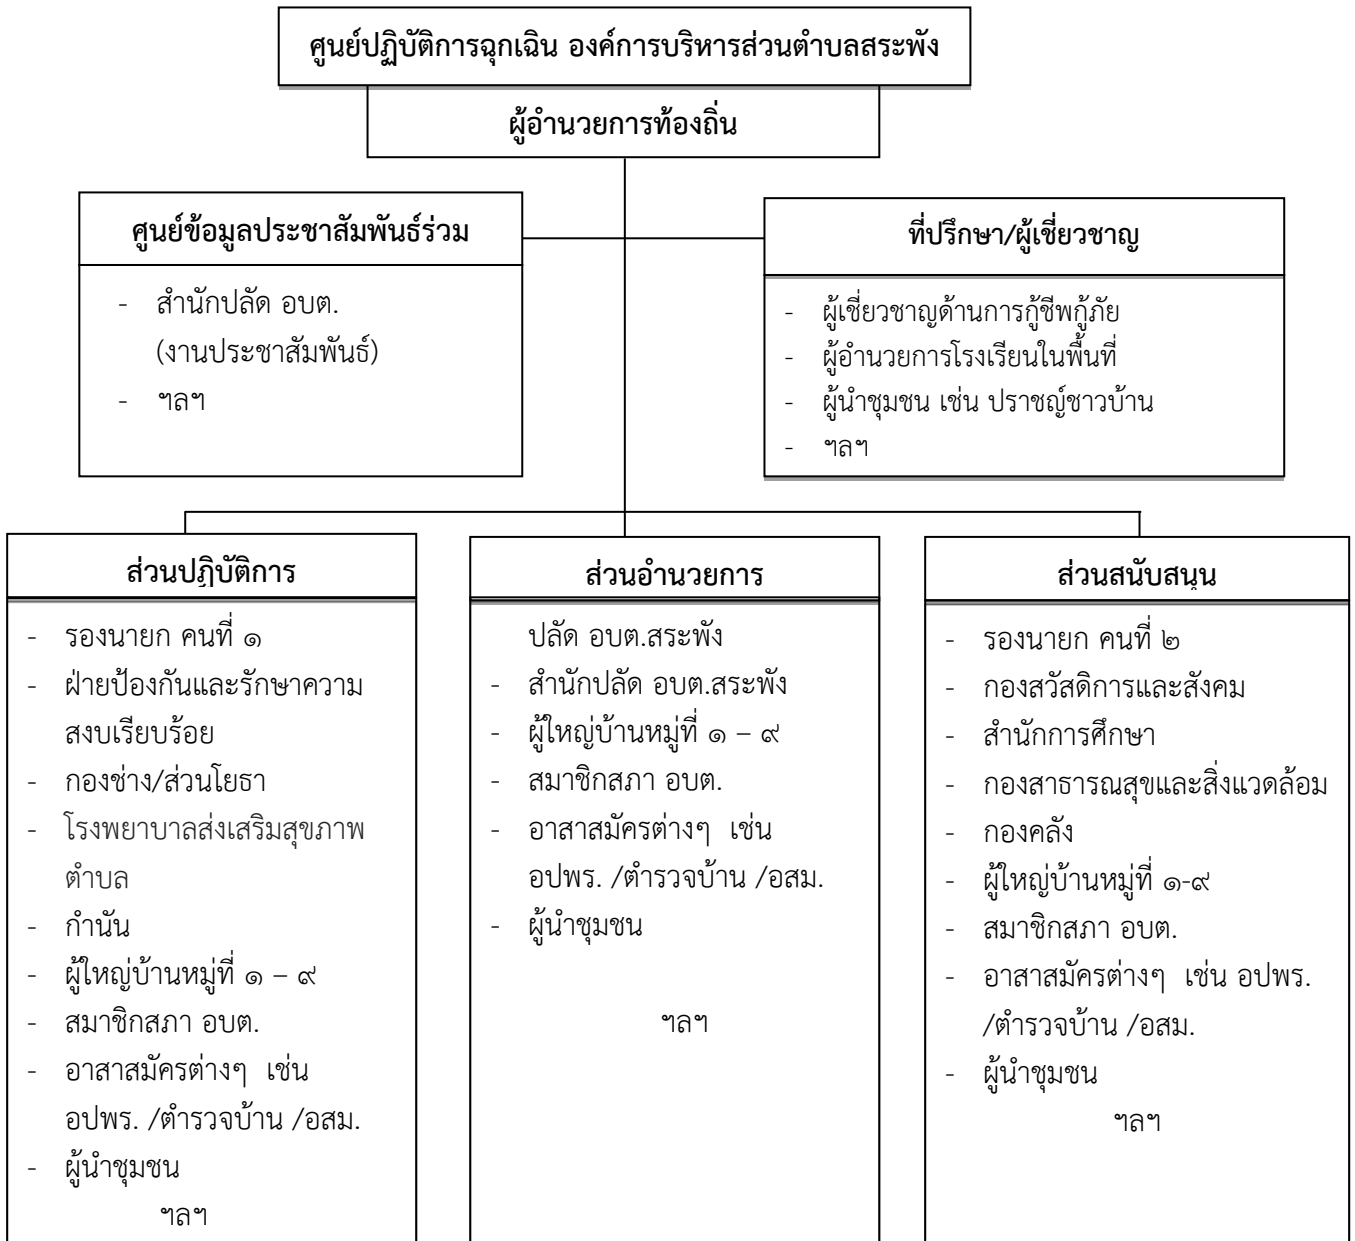 ศูนย์ปฏิบัติการฉุกเฉิน องค์การบริหารส่วนตำบลสระพัง
ผู้อำนวยการท้องถิ่น
ศูนย์ข้อมูลประชาสัมพันธ์ร่วม
- สำนักปลัด อบต.
(งานประชาสัมพันธ์)
- ฯลฯ
ที่ปรึกษา/ผู้เชี่ยวชาญ
- ผู้เชี่ยวชาญด้านการกู้ชีพกู้ภัย
- ผู้อำนวยการโรงเรียนในพื้นที่
- ผู้นำชุมชน เช่น ปราชญ์ชาวบ้าน
- ฯลฯ
ส่วนปฏิบัติการ
- รองนายก คนที่ ๑
- ฝ่ายป้องกันและรักษาความ
สงบเรียบร้อย
- กองช่าง/ส่วนโยธา
- โรงพยาบาลส่งเสริมสุขภาพ
ตำบล
- กำนัน
- ผู้ใหญ่บ้านหมู่ที่ ๑ – ๙
- สมาชิกสภา อบต.
- อาสาสมัครต่างๆ เช่น
อปพร. /ตำรวจบ้าน /อสม.
- ผู้นำชุมชน
ฯลฯ
ส่วนอำนวยการ
ปลัด อบต.สระพัง
- สำนักปลัด อบต.สระพัง
- ผู้ใหญ่บ้านหมู่ที่ ๑ – ๙
- สมาชิกสภา อบต.
- อาสาสมัครต่างๆ เช่น
อปพร. /ตำรวจบ้าน /อสม.
- ผู้นำชุมชน
ฯลฯ
ส่วนสนับสนุน
- รองนายก คนที่ ๒
- กองสวัสดิการและสังคม
- สำนักการศึกษา
- กองสาธารณสุขและสิ่งแวดล้อม
- กองคลัง
- ผู้ใหญ่บ้านหมู่ที่ ๑-๙
- สมาชิกสภา อบต.
- อาสาสมัครต่างๆ เช่น อปพร.
/ตำรวจบ้าน /อสม.
- ผู้นำชุมชน
ฯลฯ